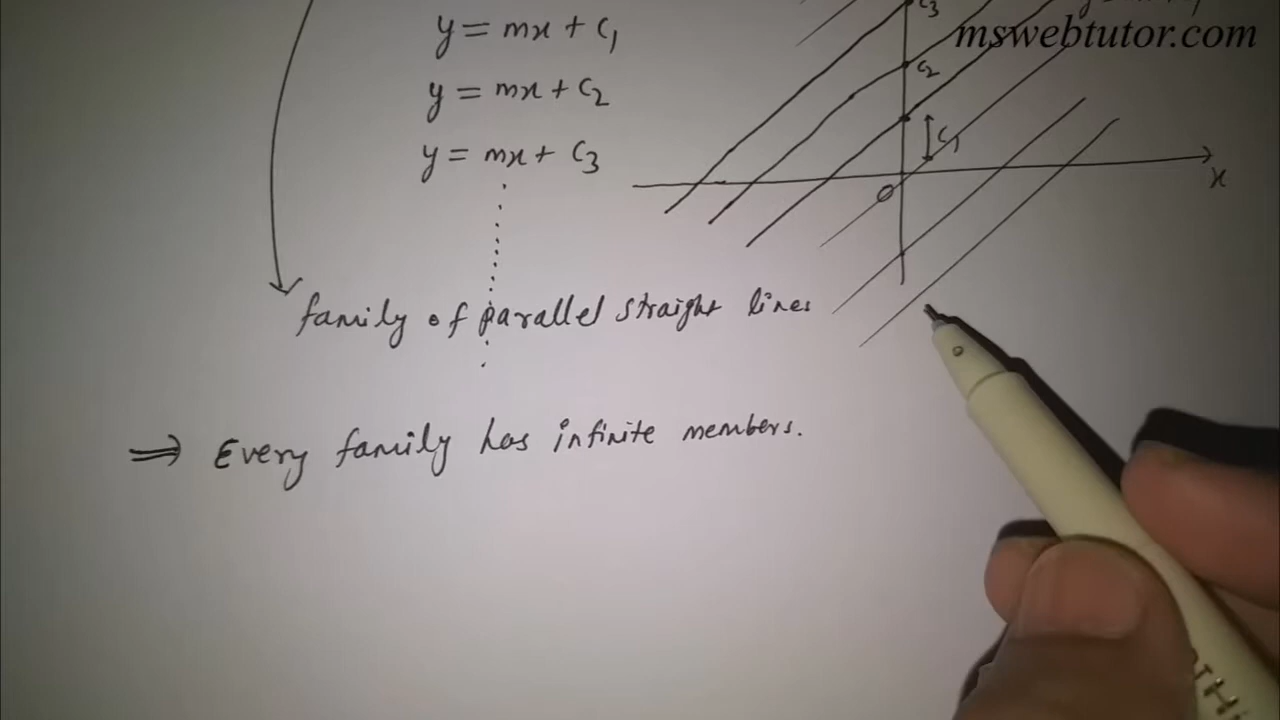 y = mx + c₁
y = mx + c₂
y = mx + c₃
family of parallel straight lines
⇒ Every family has infinite members.
c₃
mswebtutor.com
c₂
c₁
O
x